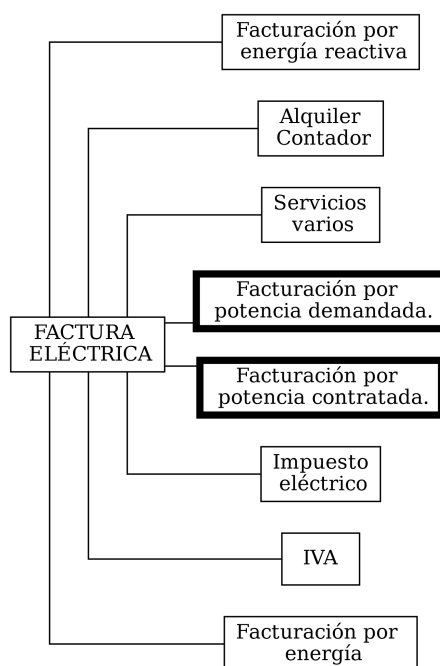 Facturación por
energía reactiva
Alquiler
Contador
Servicios
varios
Facturación por
potencia demandada.
FACTURA
ELÉCTRICA
Facturación por
potencia contratada.
Impuesto
eléctrico
IVA
Facturación por
energía